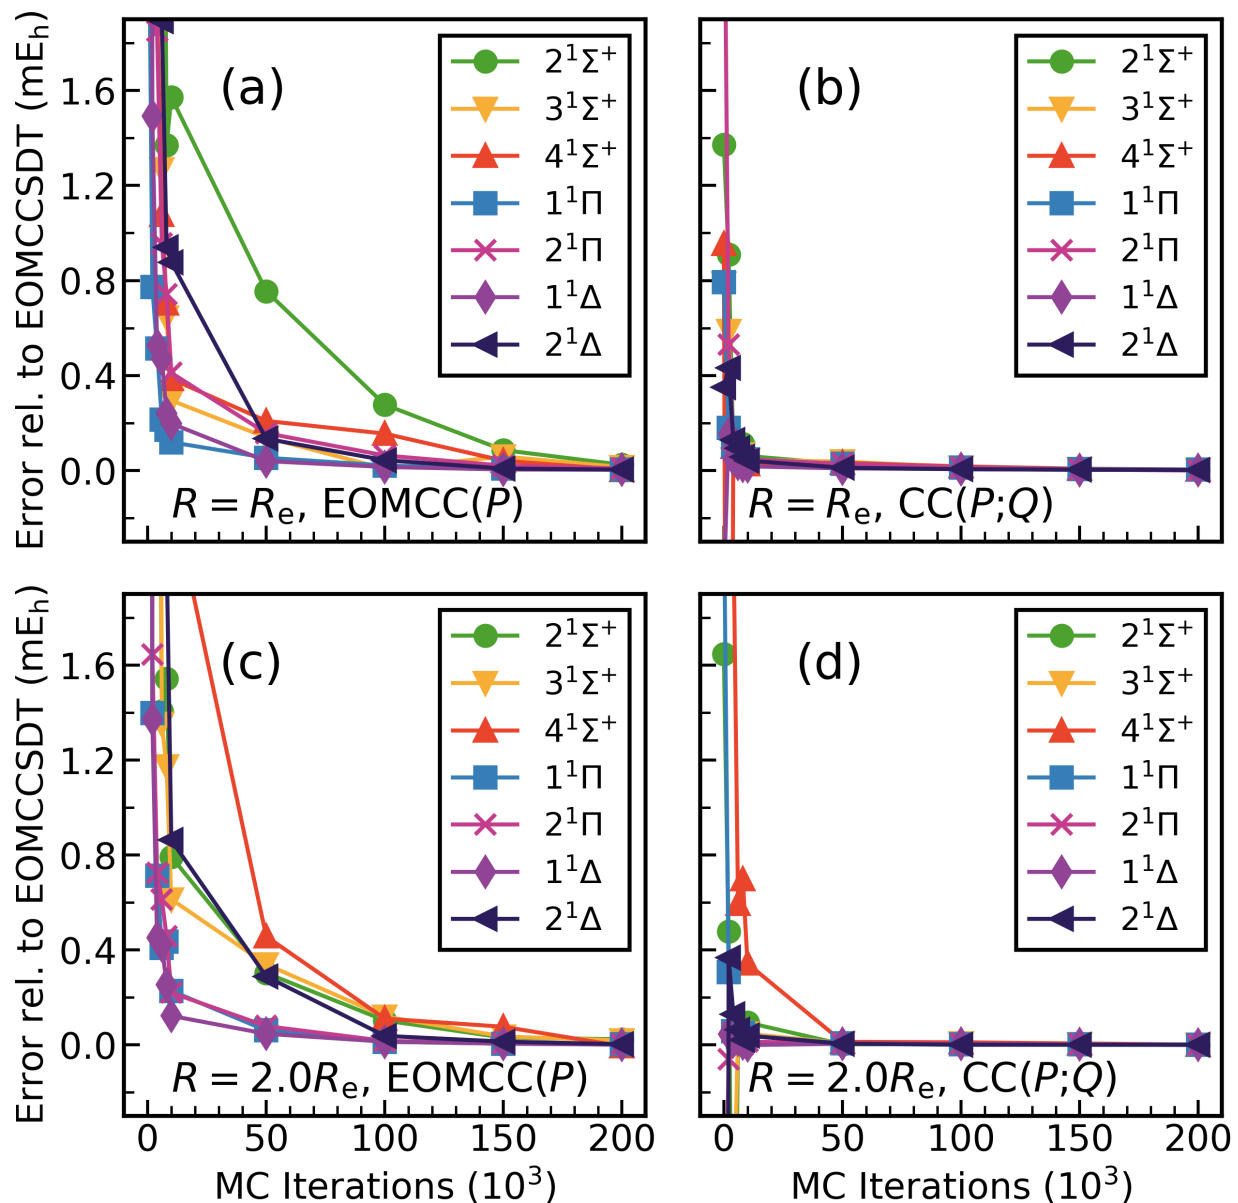 Error rel. to EOMCCSDT (mEₕ)
1.6
1.2
0.8
0.4
0.0
(a)
2¹Σ⁺
3¹Σ⁺
4¹Σ⁺
1¹Π
2¹Π
1¹Δ
2¹Δ
R = Rₑ, EOMCC(P)
(b)
2¹Σ⁺
3¹Σ⁺
4¹Σ⁺
1¹Π
2¹Π
1¹Δ
2¹Δ
R = Rₑ, CC(P;Q)
Error rel. to EOMCCSDT (mEₕ)
1.6
1.2
0.8
0.4
0.0
(c)
2¹Σ⁺
3¹Σ⁺
4¹Σ⁺
1¹Π
2¹Π
1¹Δ
2¹Δ
R = 2.0Rₑ, EOMCC(P)
0 50 100 150 200
MC Iterations (10³)
(d)
2¹Σ⁺
3¹Σ⁺
4¹Σ⁺
1¹Π
2¹Π
1¹Δ
2¹Δ
R = 2.0Rₑ, CC(P;Q)
0 50 100 150 200
MC Iterations (10³)